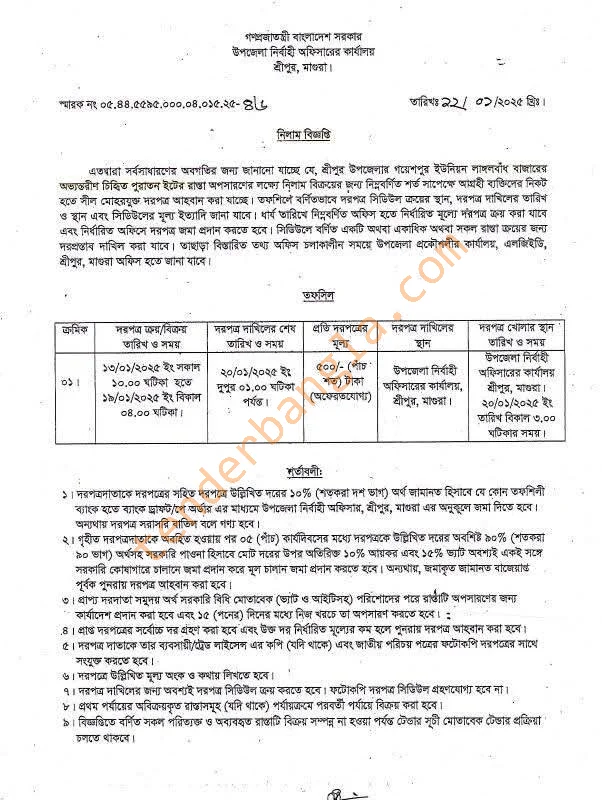 গণপ্রজাতন্ত্রী বাংলাদেশ সরকার
উপজেলা নির্বাহী অফিসারের কার্যালয়
শ্রীপুর, মাগুরা।
স্মারক নং ০৫.৪৪.৫৫৯৫.০০০.০৪.০১৫.২৫-
তারিখঃ ১২/০১/২০২৫ খ্রিঃ।
নিলাম বিজ্ঞপ্তি
এতদ্বারা সর্বসাধারণের অবগতির জন্য জানানো যাচ্ছে যে, শ্রীপুর উপজেলার গয়েশপুর ইউনিয়ন লাঙ্গলবাঁধ বাজারের
অভ্যন্তরীণ চিহ্নিত পুরাতন ইটের রাস্তা অপসারণের লক্ষ্যে নিলাম বিক্রয়ের জন্য নিম্নবর্ণিত শর্ত সাপেক্ষে আগ্রহী ব্যক্তিদের নিকট
হতে সীল মোহরযুক্ত দরপত্র আহবান করা যাচ্ছে। তফশিলে বর্ণিতভাবে দরপত্র সিডিউল ক্রয়ের স্থান, দরপত্র দাখিলের তারিখ
ও স্থান এবং সিডিউলের মূল্য ইত্যাদি জানা যাবে। ধার্য তারিখে নিম্নবর্ণিত অফিস হতে নির্ধারিত মূল্যে দরপত্র ক্রয় করা যাবে
এবং নির্ধারিত অফিসে দরপত্র জমা প্রদান করতে হবে। সিডিউলে বর্ণিত একটি অথবা একাধিক অথবা সকল রাস্তা ক্রয়ের জন্য
দরপ্রস্তাব দাখিল করা যাবে। তাছাড়া বিস্তারিত তথ্য অফিস চলাকালীন সময়ে উপজেলা প্রকৌশলীর কার্যালয়, এলজিইডি,
শ্রীপুর, মাগুরা অফিস হতে জানা যাবে।
তফসিল
ক্রমিক
দরপত্র ক্রয়/বিক্রয়
তারিখ ও সময়
দরপত্র দাখিলের শেষ
তারিখ ও সময়
প্রতি দরপত্রের
মূল্য
দরপত্র দাখিলের
স্থান
দরপত্র খোলার স্থান
তারিখ ও সময়
০১।
১৩/০১/২০২৫ ইং সকাল
১০.০০ ঘটিকা হতে
১৯/০১/২০২৫ ইং বিকাল
০৪.০০ ঘটিকা।
২০/০১/২০২৫ ইং
দুপুর ০১.০০ ঘটিকা
পর্যন্ত।
৫০০/- (পাঁচ
শত) টাকা
(অফেরতযোগ্য)
উপজেলা নির্বাহী
অফিসারের কার্যালয়,
শ্রীপুর, মাগুরা।
উপজেলা নির্বাহী
অফিসারের কার্যালয়
শ্রীপুর, মাগুরা।
২০/০১/২০২৫ ইং
তারিখ বিকাল ৩.০০
ঘটিকার সময়।
শর্তাবলী:
১। দরপত্রদাতাকে দরপত্রের সহিত দরপত্রে উল্লিখিত দরের ১০% (শতকরা দশ ভাগ) অর্থ জামানত হিসাবে যে কোন তফশিলী
ব্যাংক হতে ব্যাংক ড্রাফট/পে অর্ডার এর মাধ্যমে উপজেলা নির্বাহী অফিসার, শ্রীপুর, মাগুরা এর অনুকূলে জমা দিতে হবে।
অন্যথায় দরপত্র সরাসরি বাতিল বলে গণ্য হবে।
২। গৃহীত দরপত্রদাতাকে অবহিত হওয়ার পর ০৫ (পাঁচ) কার্যদিবসের মধ্যে দরপত্রকে উল্লিখিত দরের অবশিষ্ট ৯০% (শতকরা
৯০ ভাগ) অর্থসহ সরকারি পাওনা হিসাবে মোট দরের উপর অতিরিক্ত ১০% আয়কর এবং ১৫% ভ্যাট অবশ্যই একই সঙ্গে
সরকারি কোষাগারে চালানে জমা প্রদান করে মূল চালান জমা প্রদান করতে হবে। অন্যথায়, জমাকৃত জামানত বাজেয়াপ্ত
পূর্বক পুনরায় দরপত্র আহবান করা হবে।
৩। প্রাপ্য দরদাতা সমুদয় অর্থ সরকারি বিধি মোতাবেক (ভ্যাট ও আইটসহ) পরিশোধের পরে রাস্তাটি অপসারণের জন্য
কার্যাদেশ প্রদান করা হবে এবং ১৫ (পনের) দিনের মধ্যে নিজ খরচে তা অপসারণ করতে হবে।
৪। প্রাপ্ত দরপত্রের সর্বোচ্চ দর গ্রহণ করা হবে এবং উক্ত দর নির্ধারিত মূল্যের কম হলে পুনরায় দরপত্র আহবান করা হবে।
৫। দরপত্র দাতাকে তার ব্যবসায়ী/ট্রেড লাইসেন্স এর কপি (যদি থাকে) এবং জাতীয় পরিচয় পত্রের ফটোকপি দরপত্রের সাথে
সংযুক্ত করতে হবে।
৬। দরপত্রে উল্লিখিত মূল্য অংক ও কথায় লিখতে হবে।
৭। দরপত্র দাখিলের জন্য অবশ্যই দরপত্র সিডিউল ক্রয় করতে হবে। ফটোকপি দরপত্র সিডিউল গ্রহণযোগ্য হবে না।
৮। প্রথম পর্যায়ের অবিক্রয়কৃত রাস্তাসমূহ (যদি থাকে) পর্যায়ক্রমে পরবর্তী পর্যায়ে বিক্রয় করা হবে।
৯। বিজ্ঞপ্তিতে বর্ণিত সকল পরিত্যক্ত ও অব্যবহৃত রাস্তাটি বিক্রয় সম্পন্ন না হওয়া পর্যন্ত টেন্ডার সূচী মোতাবেক টেন্ডার প্রক্রিয়া
চলতে থাকবে।
tenderbangla.com